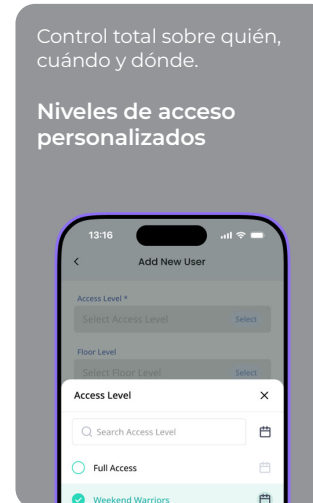 Control total sobre quién,
cuándo y dónde.
Niveles de acceso
personalizados
13:16
Add New User
Access Level *
Select Access Level Select
Floor Level
Select Floor Level Select
Access Level
Search Access Level
Full Access
Weekend Warriors